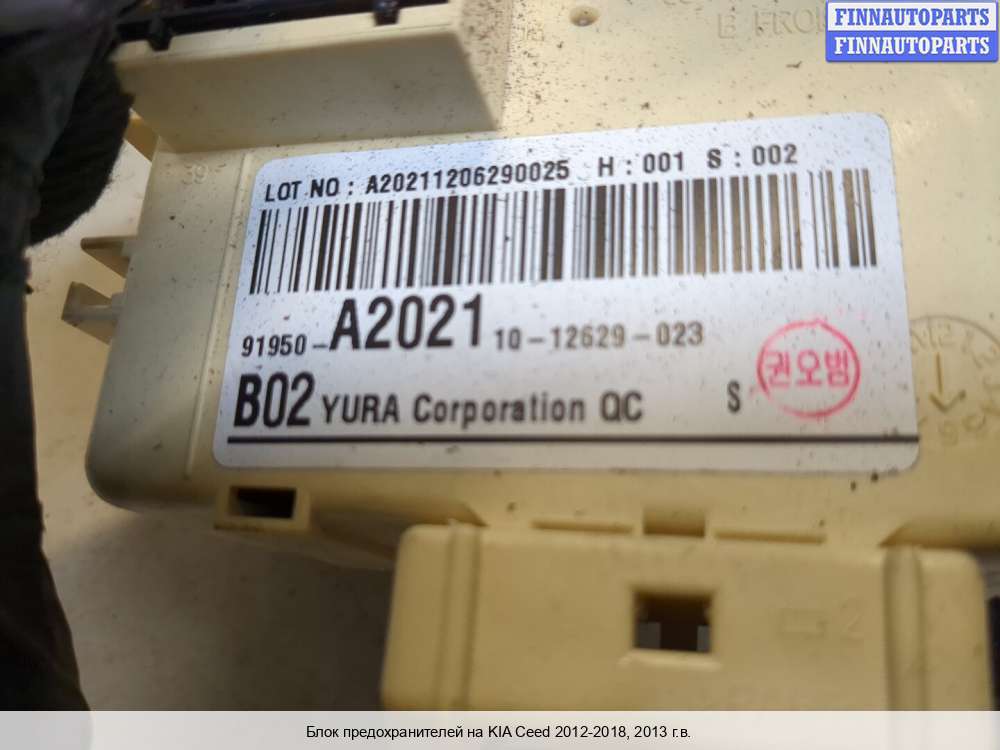 FINNAUTOPARTS
FINNAUTOPARTS
LOT NO : A20211206290025 H : 001 S : 002
91950-A2021 10-12629-023
권오범
B02 YURA Corporation QC S
Блок предохранителей на KIA Ceed 2012-2018, 2013 г.в.